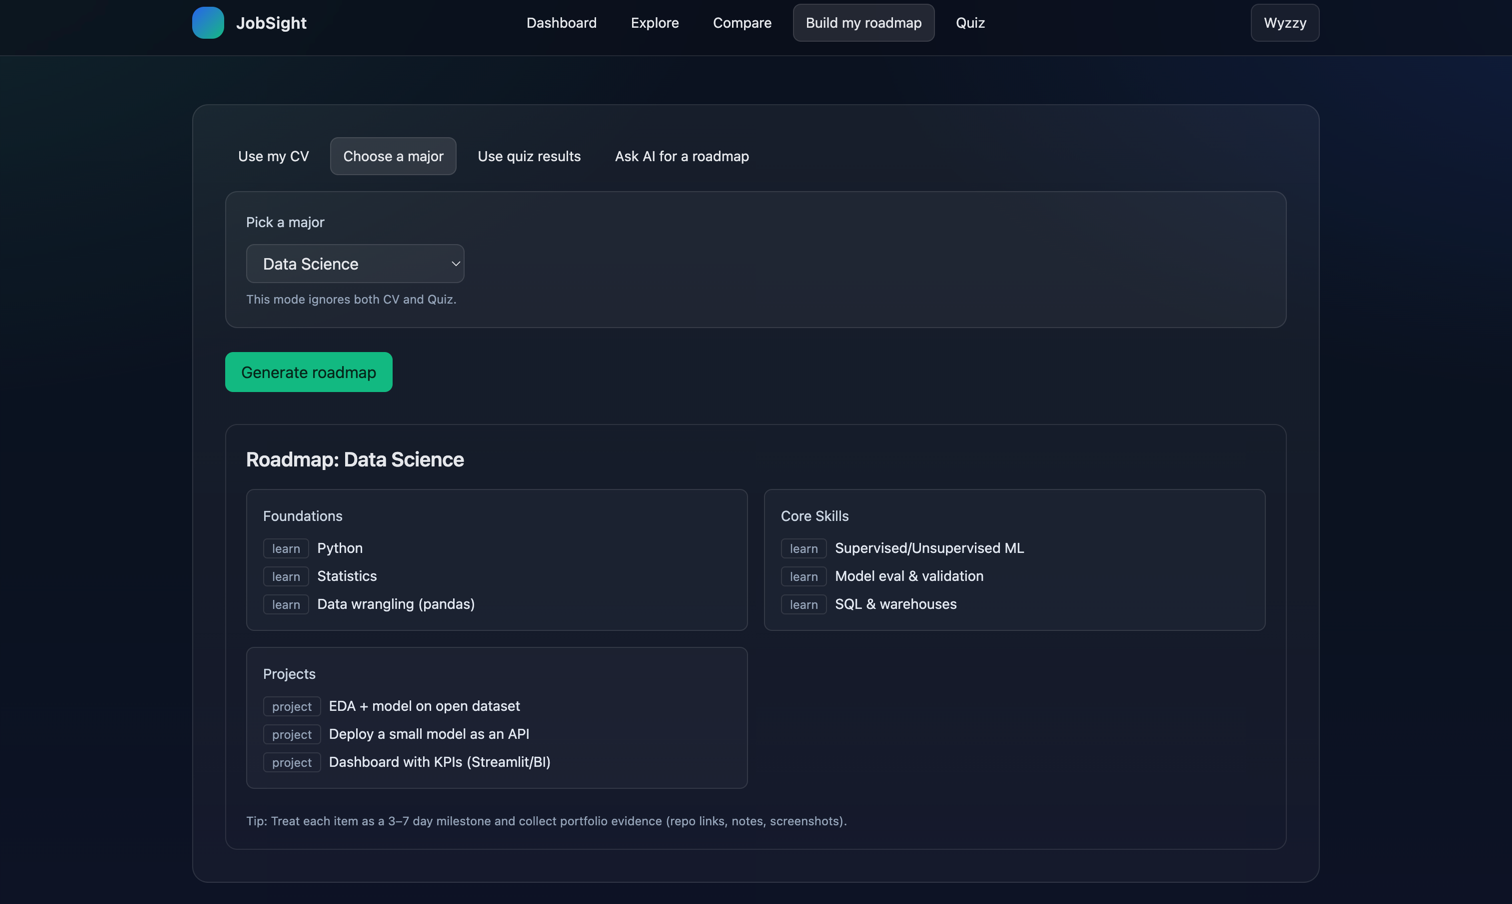 JobSight
Dashboard
Explore
Compare
Build my roadmap
Quiz
Wyzzy
Use my CV
Choose a major
Use quiz results
Ask AI for a roadmap
Pick a major
Data Science
This mode ignores both CV and Quiz.
Generate roadmap
Roadmap: Data Science
Foundations
learn Python
learn Statistics
learn Data wrangling (pandas)
Core Skills
learn Supervised/Unsupervised ML
learn Model eval & validation
learn SQL & warehouses
Projects
project EDA + model on open dataset
project Deploy a small model as an API
project Dashboard with KPIs (Streamlit/BI)
Tip: Treat each item as a 3–7 day milestone and collect portfolio evidence (repo links, notes, screenshots).